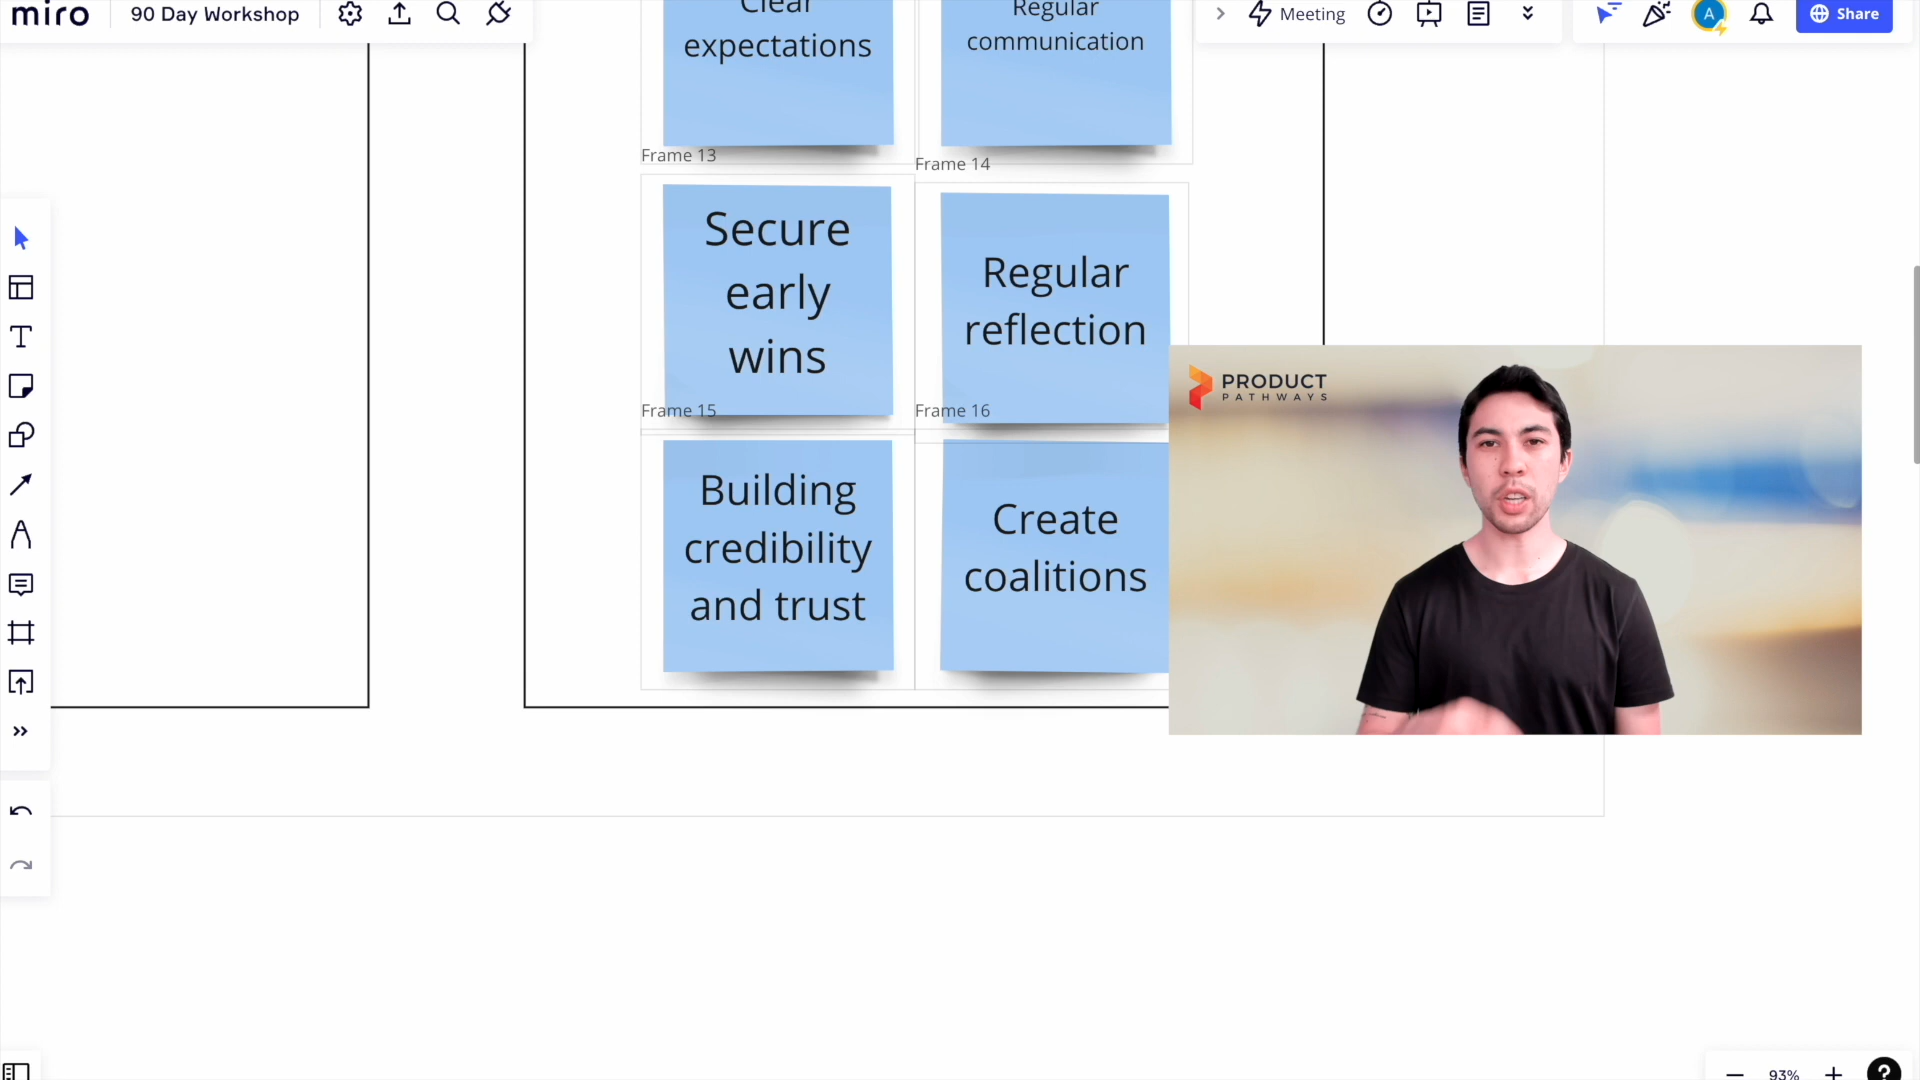 miro
90 Day Workshop
Meeting
A
Share
Clear
expectations
Regular
communication
Frame 13
Frame 14
Secure
early
wins
Regular
reflection
Frame 15
Frame 16
Building
credibility
and trust
Create
coalitions
PRODUCT
PATHWAYS
93%
?